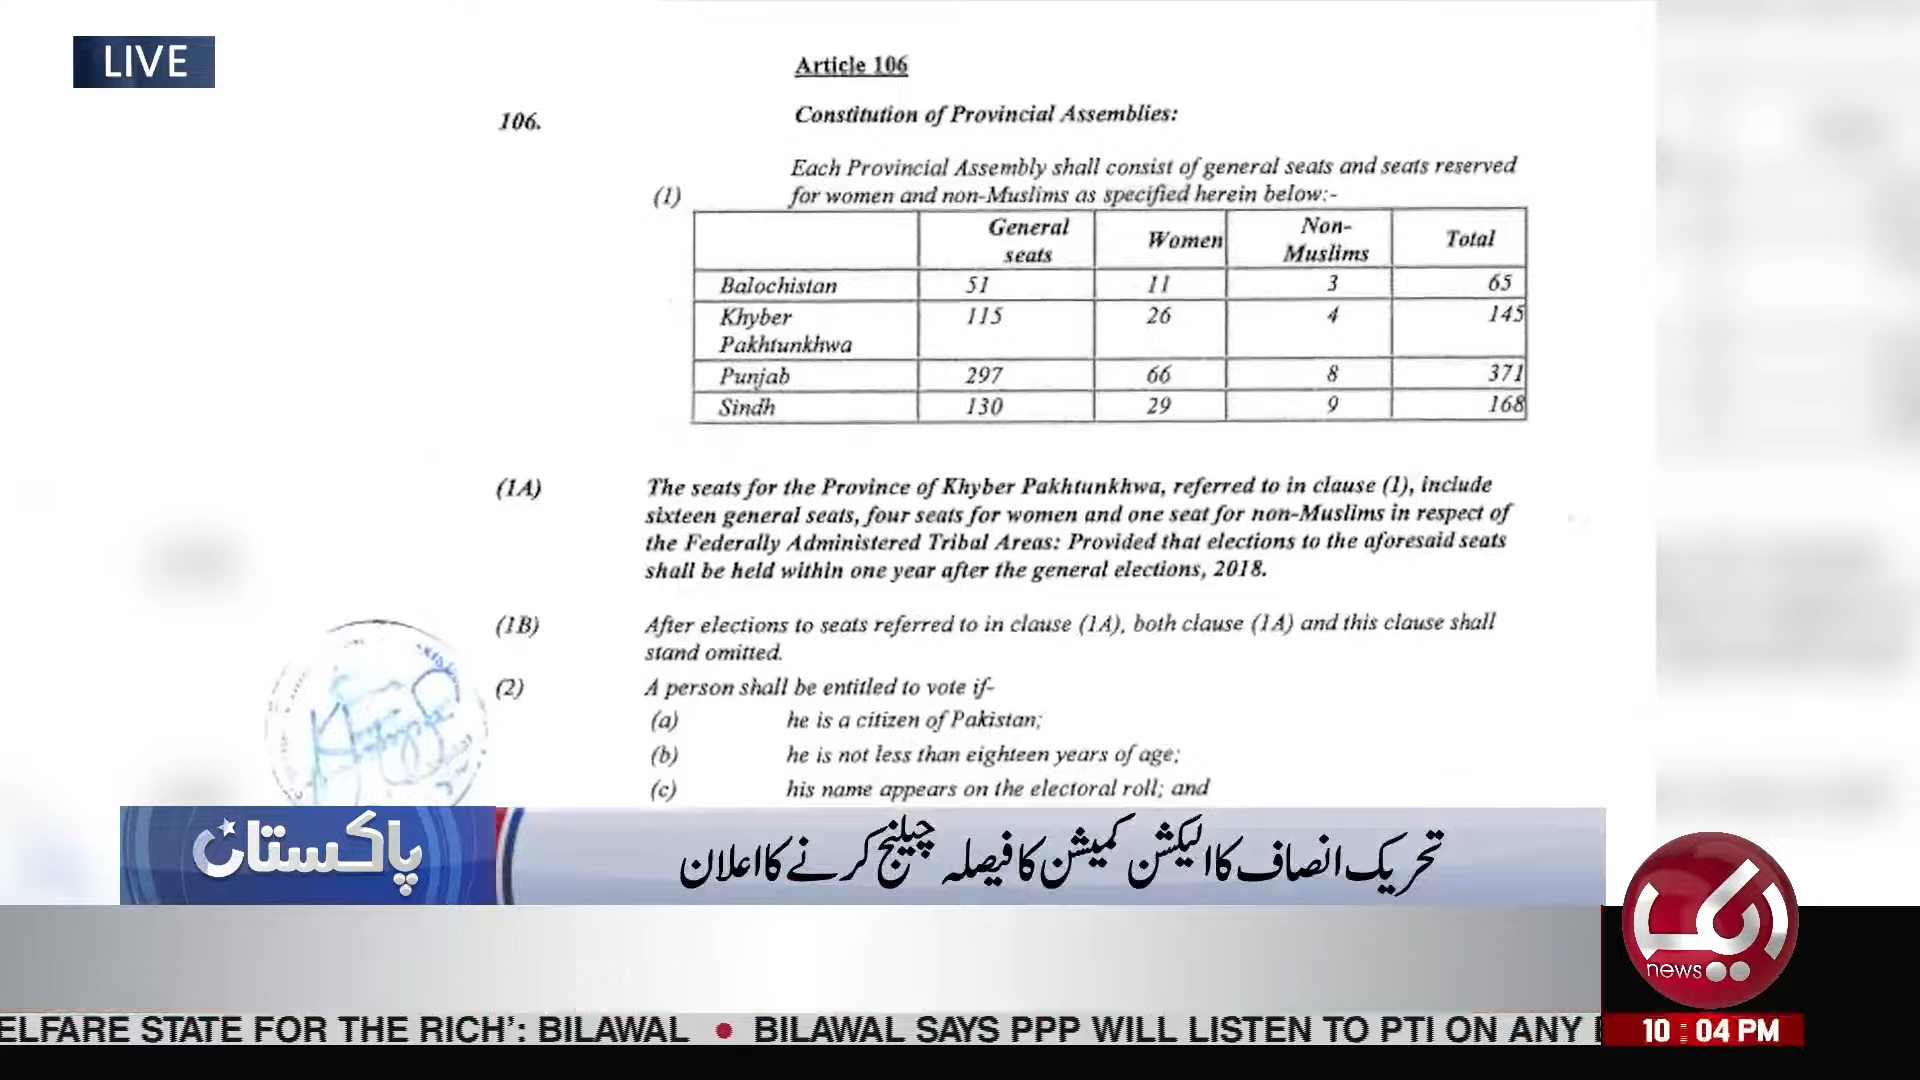 LIVE
Article 106
106.
Constitution of Provincial Assemblies:
(1)
Each Provincial Assembly shall consist of general seats and seats reserved
for women and non-Muslims as specified herein below:-
General seats Women Non-Muslims Total
Balochistan 51 11 3 65
Khyber Pakhtunkhwa 115 26 4 145
Punjab 297 66 8 371
Sindh 130 29 9 168
(1A) The seats for the Province of Khyber Pakhtunkhwa, referred to in clause (1), include
sixteen general seats, four seats for women and one seat for non-Muslims in respect of
the Federally Administered Tribal Areas: Provided that elections to the aforesaid seats
shall be held within one year after the general elections, 2018.
(1B) After elections to seats referred to in clause (1A), both clause (1A) and this clause shall
stand omitted.
(2) A person shall be entitled to vote if-
(a) he is a citizen of Pakistan;
(b) he is not less than eighteen years of age;
(c) his name appears on the electoral roll; and
پاکستان
تحریک انصاف کا الیکشن کمیشن کا فیصلہ چیلنج کرنے کا اعلان
ایک
news
ELFARE STATE FOR THE RICH’: BILAWAL • BILAWAL SAYS PPP WILL LISTEN TO PTI ON ANY
10:04 PM